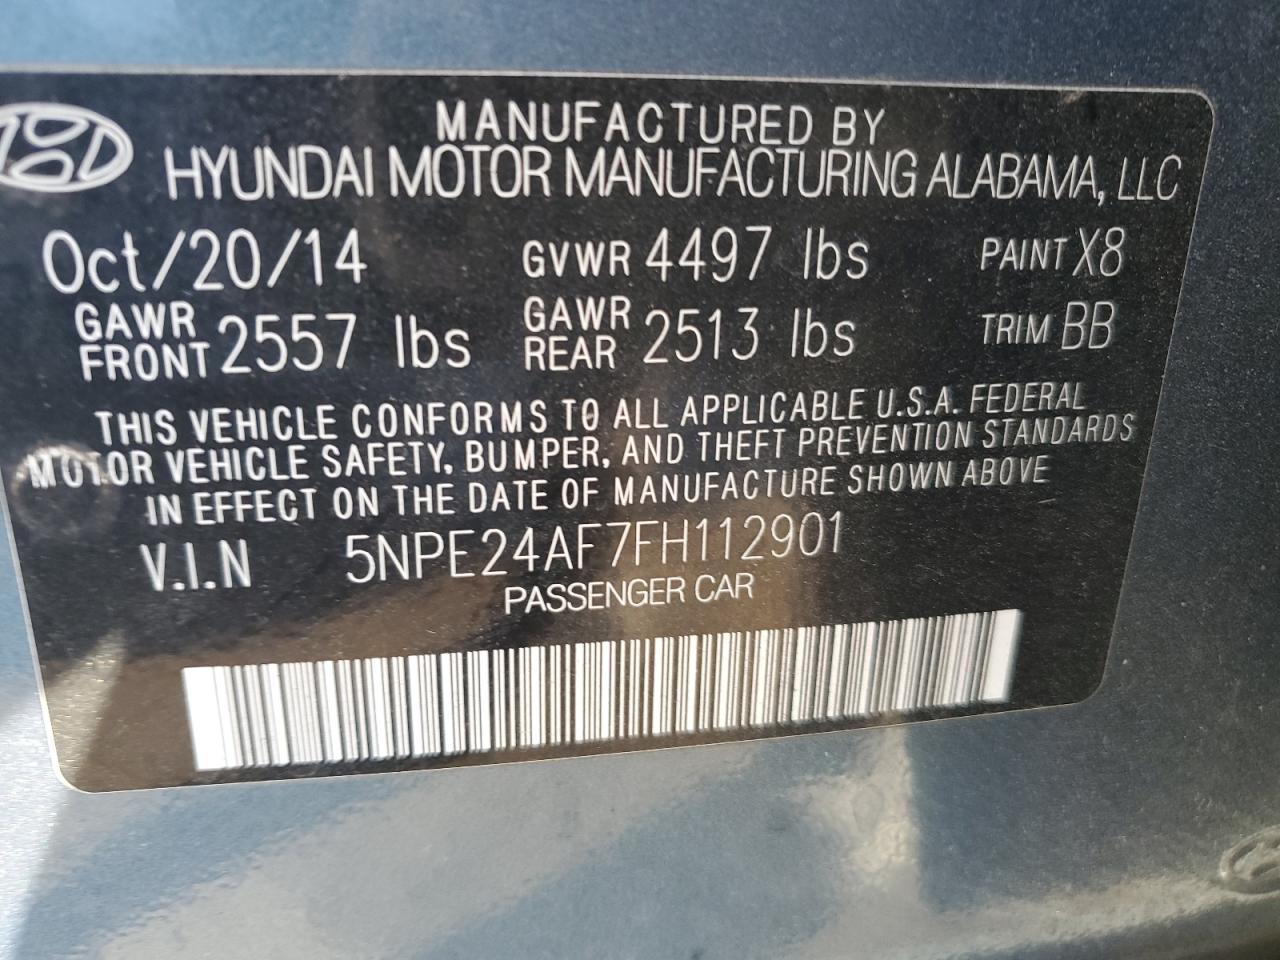 MANUFACTURED BY
HYUNDAI MOTOR MANUFACTURING ALABAMA, LLC
Oct/20/14 GVWR 4497 lbs PAINT X8
GAWR FRONT 2557 lbs GAWR REAR 2513 lbs TRIM BB
THIS VEHICLE CONFORMS TO ALL APPLICABLE U.S.A. FEDERAL
MOTOR VEHICLE SAFETY, BUMPER, AND THEFT PREVENTION STANDARDS
IN EFFECT ON THE DATE OF MANUFACTURE SHOWN ABOVE
V.I.N 5NPE24AF7FH112901
PASSENGER CAR